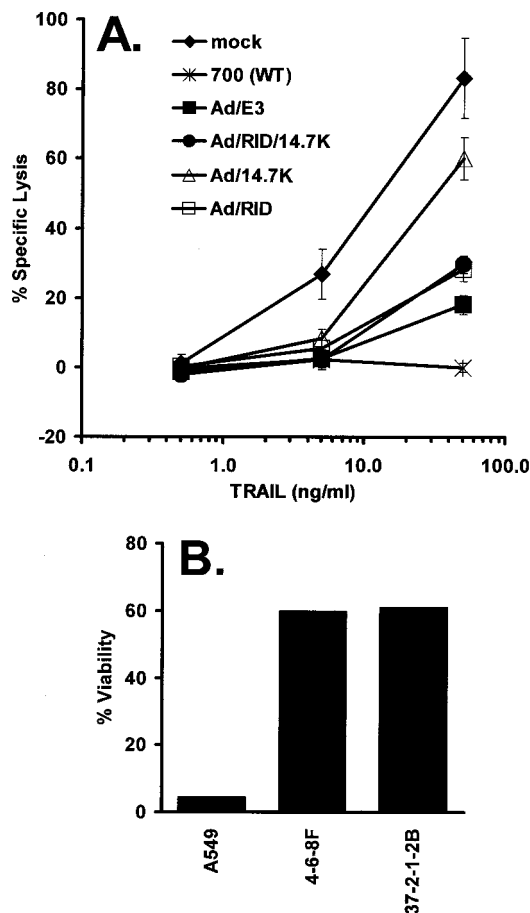 A.
mock
700 (WT)
Ad/E3
Ad/RID/14.7K
Ad/14.7K
Ad/RID
% Specific Lysis
100
80
60
40
20
0
-20
0.1 1.0 10.0 100.0
TRAIL (ng/ml)
B.
% Viability
80
60
40
20
0
A549
4-6-8F
37-2-1-2B